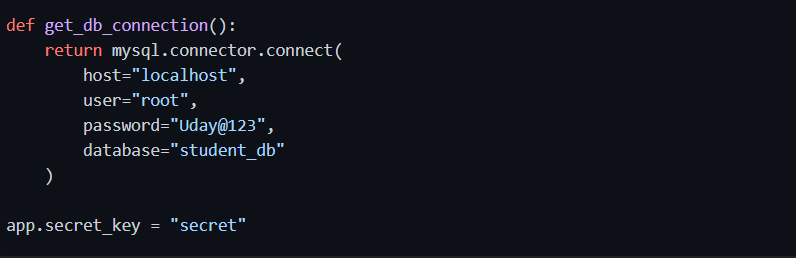 def get_db_connection():
    return mysql.connector.connect(
        host="localhost",
        user="root",
        password="Uday@123",
        database="student_db"
    )
app.secret_key = "secret"